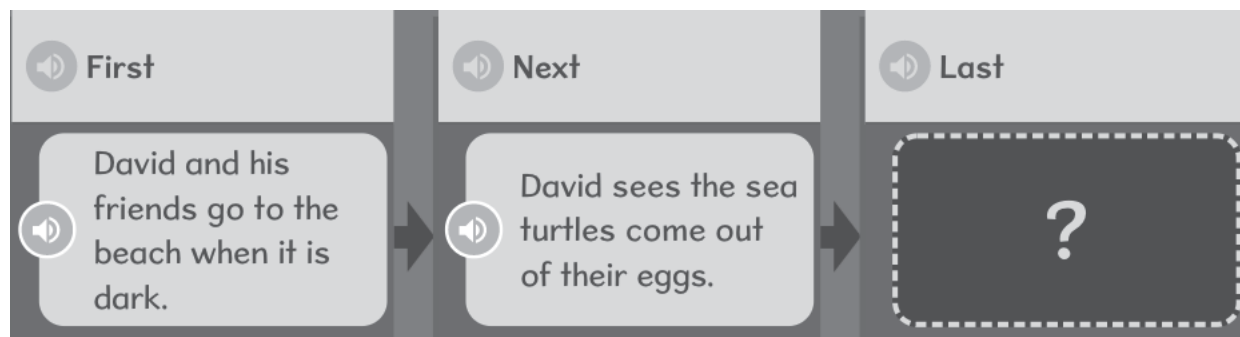 First
David and his
friends go to the
beach when it is
dark.
Next
David sees the sea
turtles come out
of their eggs.
Last
?